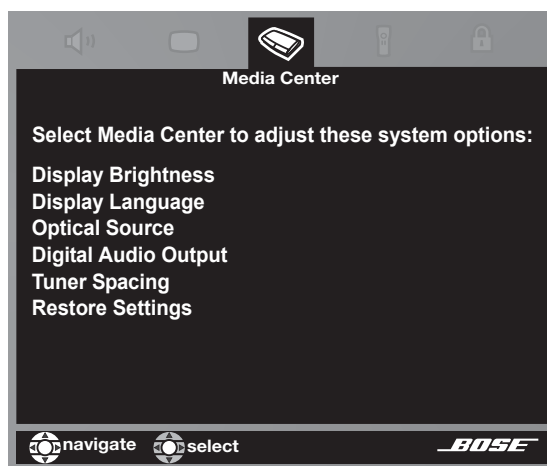 Media Center
Select Media Center to adjust these system options:
Display Brightness
Display Language
Optical Source
Digital Audio Output
Tuner Spacing
Restore Settings
navigate select BOSE